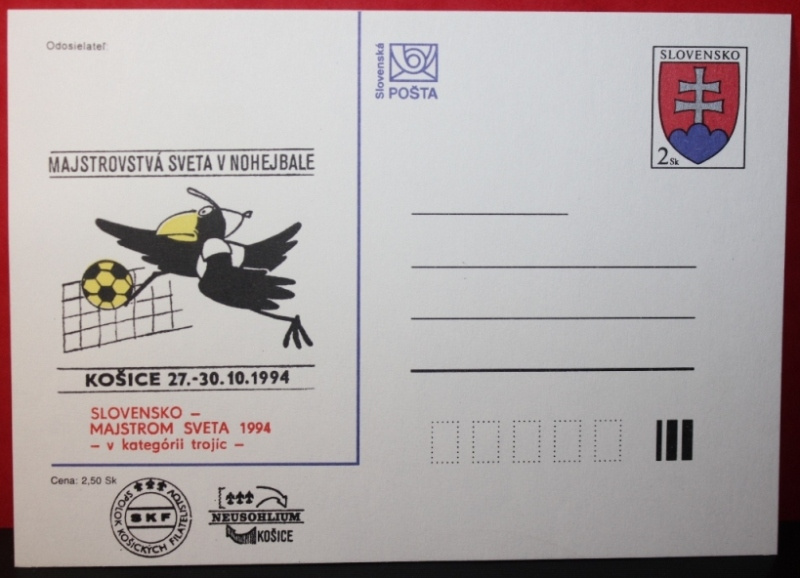 Odosielateľ:
MAJSTROVSTVÁ SVETA V NOHEJBALE
KOŠICE 27.-30.10.1994
SLOVENSKO –
MAJSTROM SVETA 1994
– v kategórii trojíc –
Cena: 2,50 Sk
SPOLOK KOŠICKÝCH FILATELISTOV
SKF
NEUSOHLIUM
KOŠICE
Slovenská
POŠTA
SLOVENSKO
2 Sk